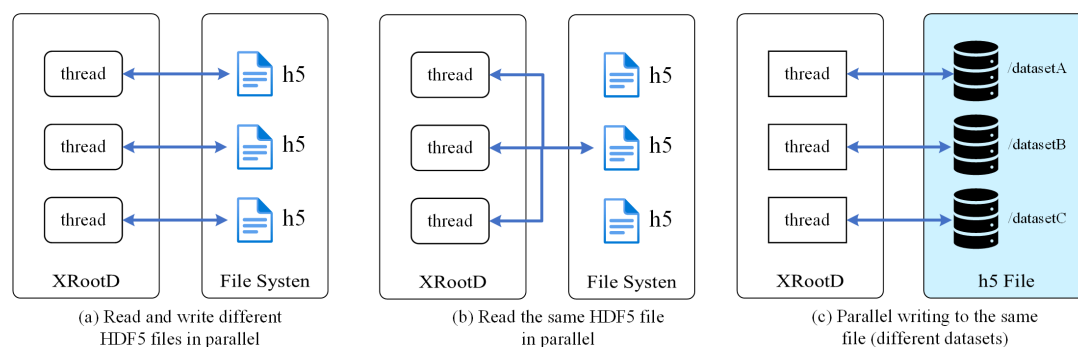 thread
h5
thread
h5
thread
h5
XRootD
File Systen
(a) Read and write different
HDF5 files in parallel
thread
h5
thread
h5
thread
h5
XRootD
File Systen
(b) Read the same HDF5 file
in parallel
thread
/datasetA
thread
/datasetB
thread
/datasetC
XRootD
h5 File
(c) Parallel writing to the same
file (different datasets)